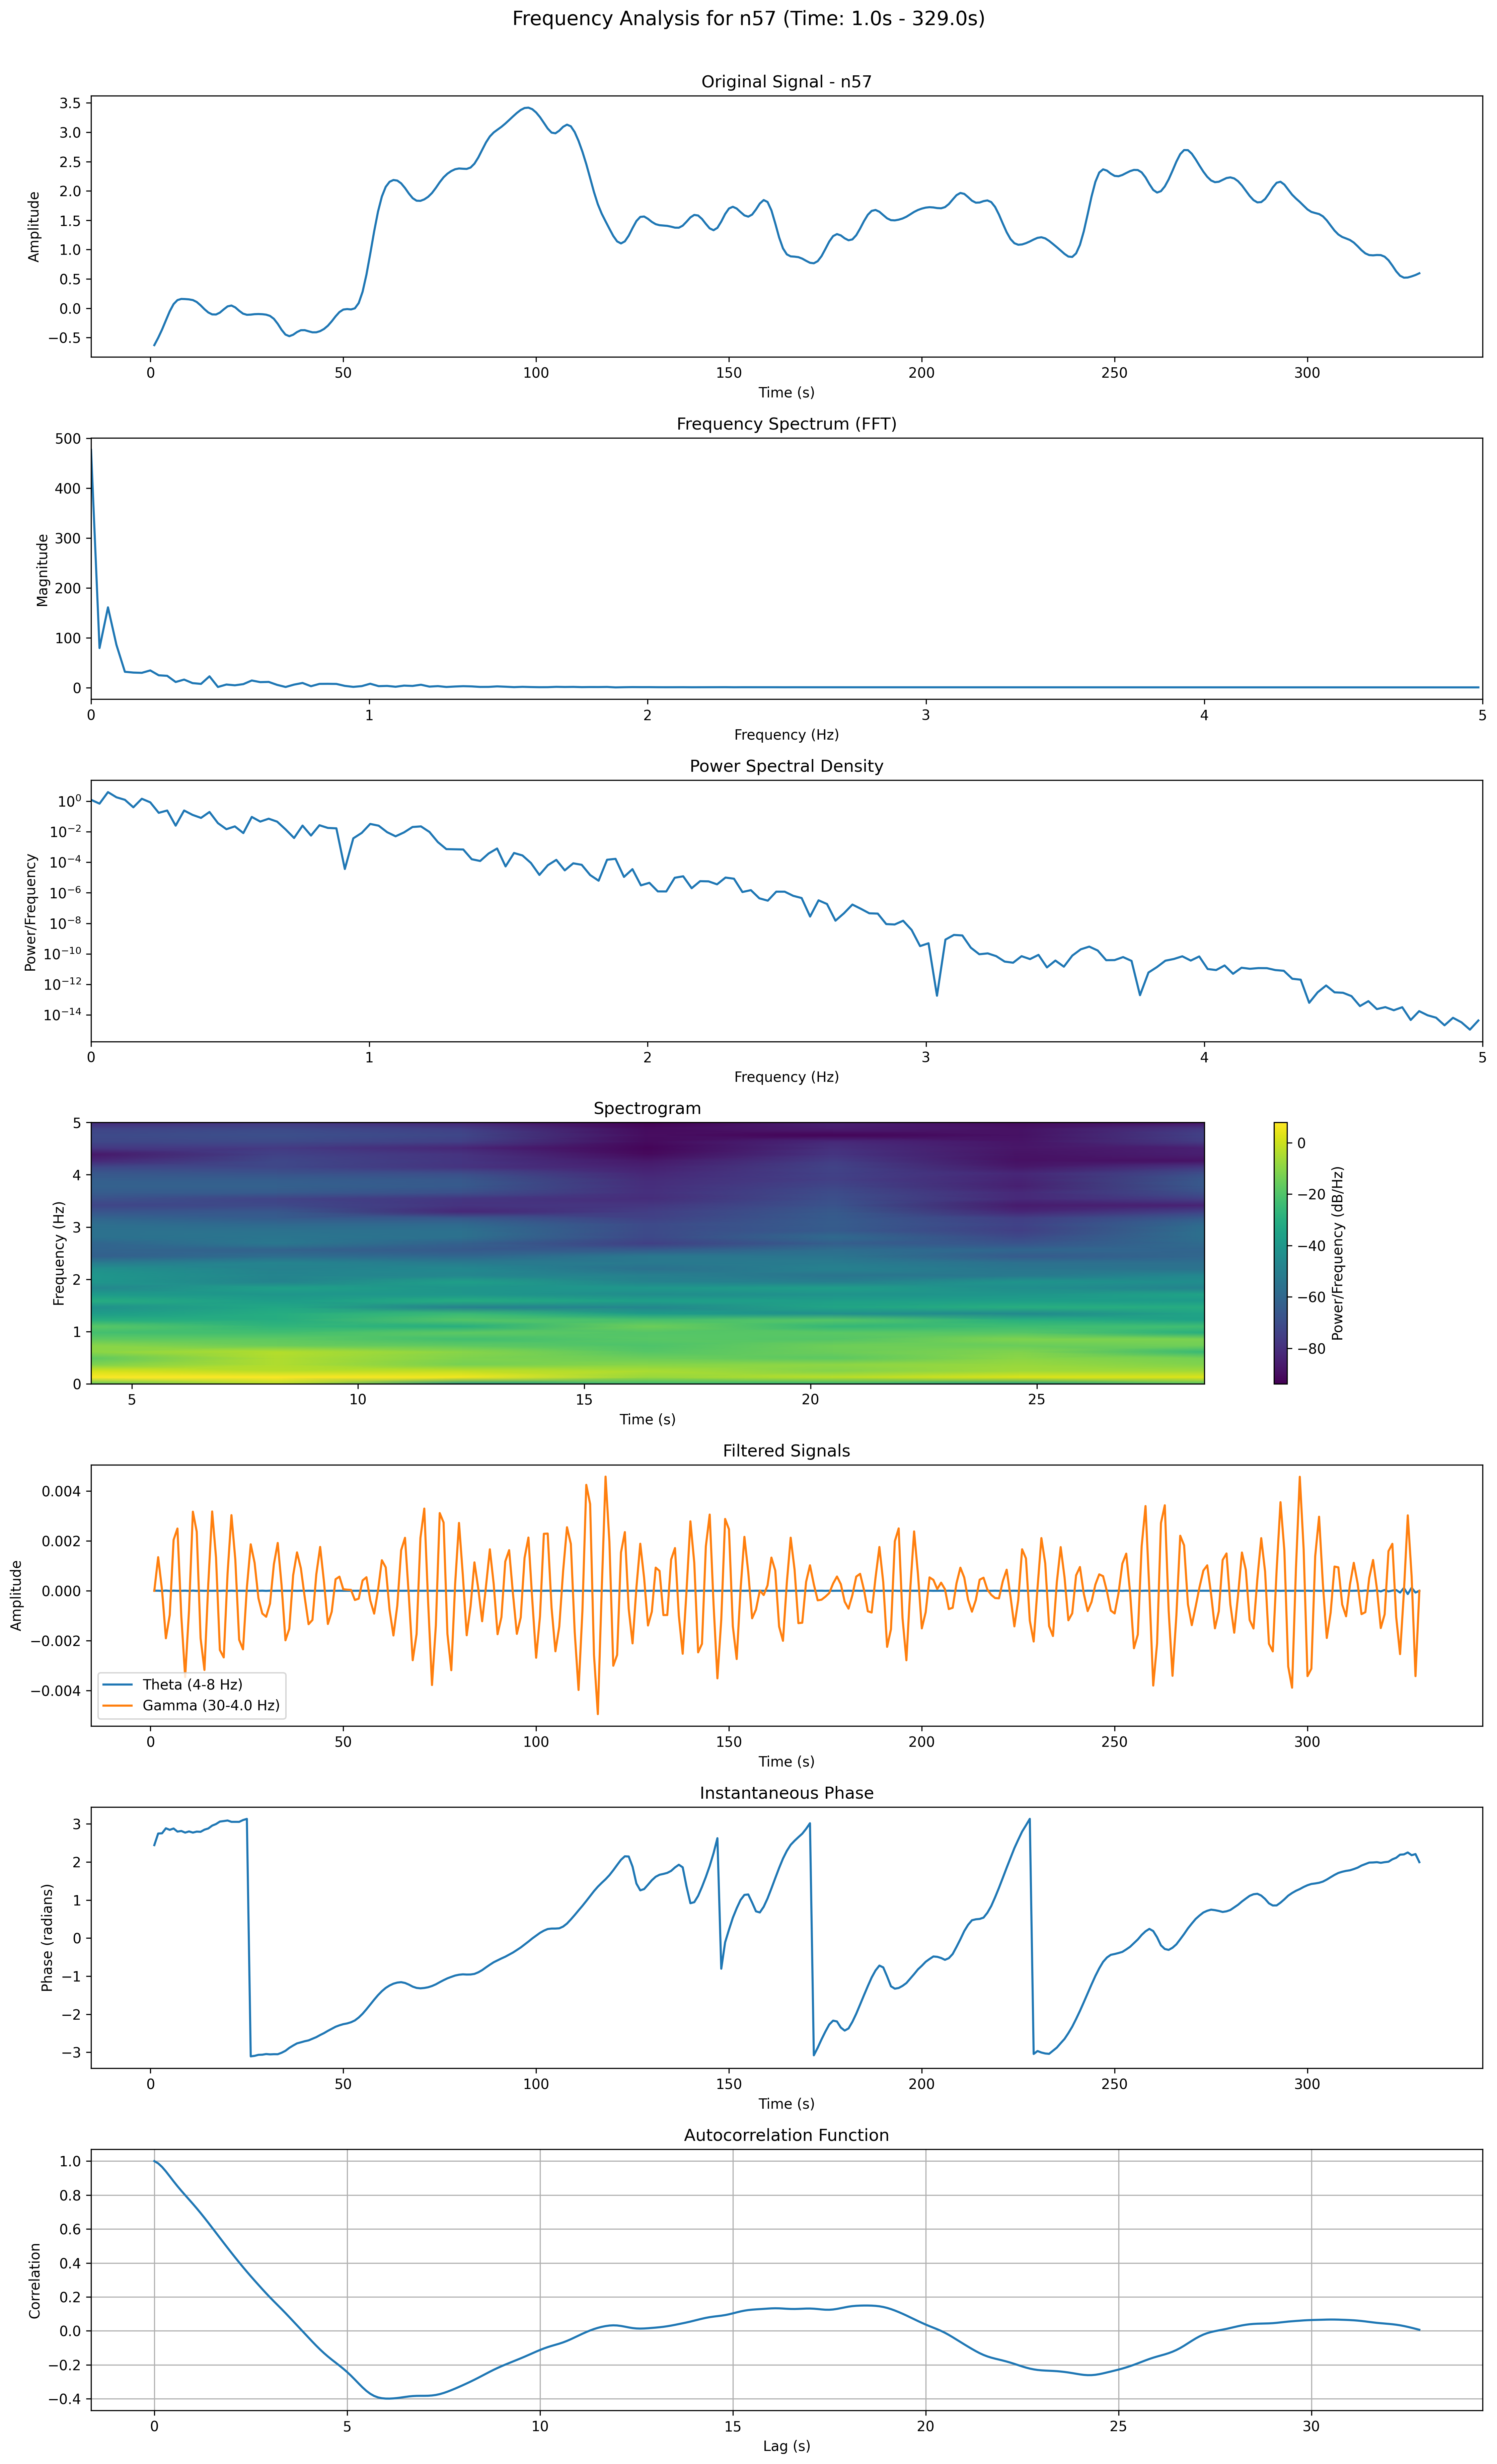 Frequency Analysis for n57 (Time: 1.0s - 329.0s)
Original Signal - n57
Amplitude
3.5
3.0
2.5
2.0
1.5
1.0
0.5
0.0
−0.5
0 50 100 150 200 250 300
Time (s)
Frequency Spectrum (FFT)
Magnitude
500
400
300
200
100
0
0 1 2 3 4 5
Frequency (Hz)
Power Spectral Density
Power/Frequency
10⁰
10⁻²
10⁻⁴
10⁻⁶
10⁻⁸
10⁻¹⁰
10⁻¹²
10⁻¹⁴
0 1 2 3 4 5
Frequency (Hz)
Spectrogram
Frequency (Hz)
5
4
3
2
1
0
5 10 15 20 25
Time (s)
0
−20
−40
−60
−80
Power/Frequency (dB/Hz)
Filtered Signals
Amplitude
0.004
0.002
0.000
−0.002
−0.004
Theta (4-8 Hz)
Gamma (30-4.0 Hz)
0 50 100 150 200 250 300
Time (s)
Instantaneous Phase
Phase (radians)
3
2
1
0
−1
−2
−3
0 50 100 150 200 250 300
Time (s)
Autocorrelation Function
Correlation
1.0
0.8
0.6
0.4
0.2
0.0
−0.2
−0.4
0 5 10 15 20 25 30
Lag (s)